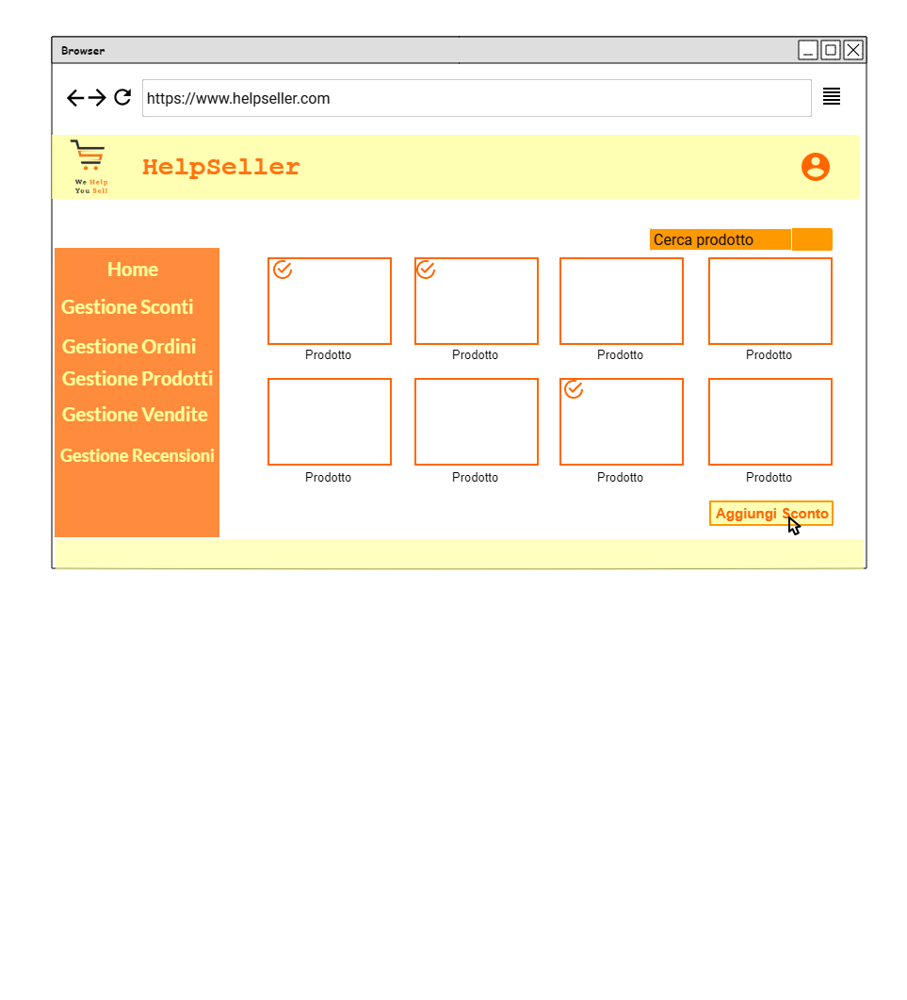 Browser
https://www.helpseller.com
We Help
You Sell
HelpSeller
Cerca prodotto
Home
Gestione Sconti
Gestione Ordini
Gestione Prodotti
Gestione Vendite
Gestione Recensioni
Prodotto Prodotto Prodotto Prodotto
Prodotto Prodotto Prodotto Prodotto
Aggiungi Sconto